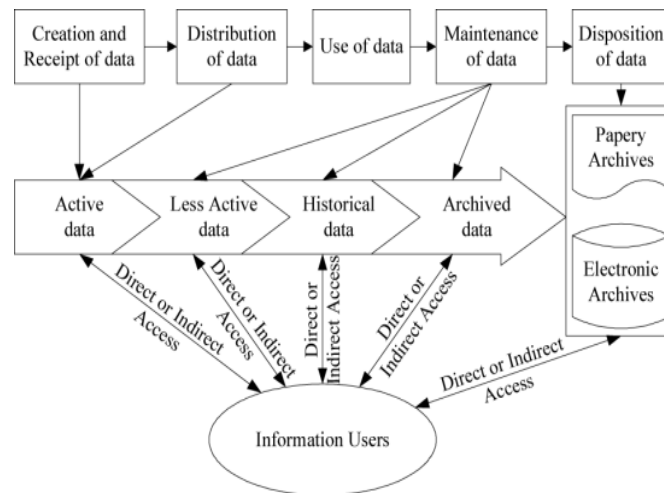 Creation and
Receipt of data
Distribution
of data
Use of data
Maintenance
of data
Disposition
of data
Papery
Archives
Electronic
Archives
Active
data
Less Active
data
Historical
data
Archived
data
Direct or Indirect
Access
Direct or Indirect
Access
Direct or
Indirect Access
Direct or
Indirect Access
Direct or Indirect
Access
Information Users